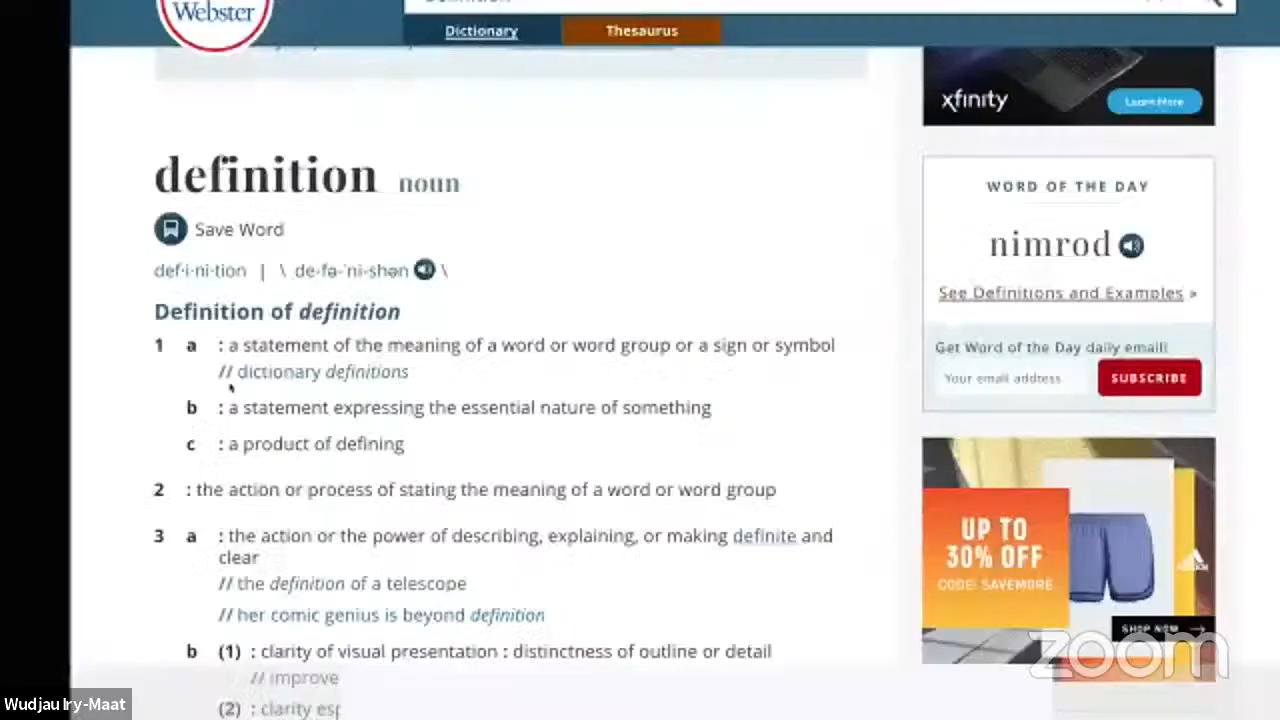 Webster
Dictionary
Thesaurus
xfinity
Learn More
definition noun
Save Word
def·i·ni·tion | \ ˌde-fə-ˈni-shən \
Definition of definition
1 a : a statement of the meaning of a word or word group or a sign or symbol
// dictionary definitions
b : a statement expressing the essential nature of something
c : a product of defining
2 : the action or process of stating the meaning of a word or word group
3 a : the action or the power of describing, explaining, or making definite and
clear
// the definition of a telescope
// her comic genius is beyond definition
b (1) : clarity of visual presentation : distinctness of outline or detail
// improve
(2) : clarity
WORD OF THE DAY
nimrod
See Definitions and Examples »
Get Word of the Day daily email!
Your email address
SUBSCRIBE
UP TO
30% OFF
CODE: SAVEMORE
SHOP NOW
zoom
Wudjau Iry-Maat